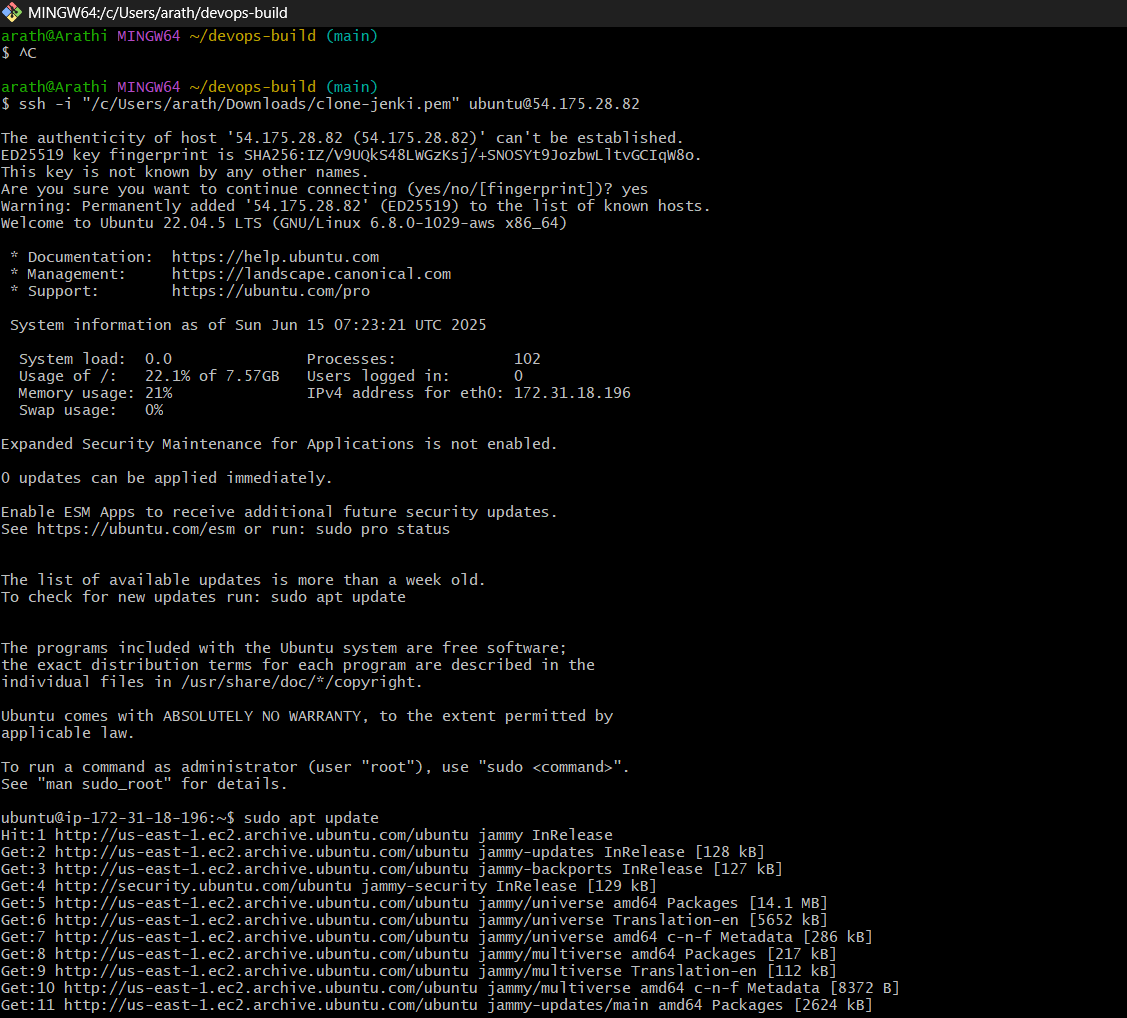 MINGW64:/c/Users/arath/devops-build
arath@Arathi MINGW64 ~/devops-build (main)
$ ^C
arath@Arathi MINGW64 ~/devops-build (main)
$ ssh -i "/c/Users/arath/Downloads/clone-jenki.pem" ubuntu@54.175.28.82
The authenticity of host '54.175.28.82 (54.175.28.82)' can't be established.
ED25519 key fingerprint is SHA256:IZ/V9UQkS48LWGzKsj/+SNOSYt9JozbwLltvGCIqW8o.
This key is not known by any other names.
Are you sure you want to continue connecting (yes/no/[fingerprint])? yes
Warning: Permanently added '54.175.28.82' (ED25519) to the list of known hosts.
Welcome to Ubuntu 22.04.5 LTS (GNU/Linux 6.8.0-1029-aws x86_64)
* Documentation:  https://help.ubuntu.com
* Management:     https://landscape.canonical.com
* Support:        https://ubuntu.com/pro
System information as of Sun Jun 15 07:23:21 UTC 2025
System load:  0.0               Processes:             102
Usage of /:   22.1% of 7.57GB   Users logged in:       0
Memory usage: 21%               IPv4 address for eth0: 172.31.18.196
Swap usage:   0%
Expanded Security Maintenance for Applications is not enabled.
0 updates can be applied immediately.
Enable ESM Apps to receive additional future security updates.
See https://ubuntu.com/esm or run: sudo pro status
The list of available updates is more than a week old.
To check for new updates run: sudo apt update
The programs included with the Ubuntu system are free software;
the exact distribution terms for each program are described in the
individual files in /usr/share/doc/*/copyright.
Ubuntu comes with ABSOLUTELY NO WARRANTY, to the extent permitted by
applicable law.
To run a command as administrator (user "root"), use "sudo <command>".
See "man sudo_root" for details.
ubuntu@ip-172-31-18-196:~$ sudo apt update
Hit:1 http://us-east-1.ec2.archive.ubuntu.com/ubuntu jammy InRelease
Get:2 http://us-east-1.ec2.archive.ubuntu.com/ubuntu jammy-updates InRelease [128 kB]
Get:3 http://us-east-1.ec2.archive.ubuntu.com/ubuntu jammy-backports InRelease [127 kB]
Get:4 http://security.ubuntu.com/ubuntu jammy-security InRelease [129 kB]
Get:5 http://us-east-1.ec2.archive.ubuntu.com/ubuntu jammy/universe amd64 Packages [14.1 MB]
Get:6 http://us-east-1.ec2.archive.ubuntu.com/ubuntu jammy/universe Translation-en [5652 kB]
Get:7 http://us-east-1.ec2.archive.ubuntu.com/ubuntu jammy/universe amd64 c-n-f Metadata [286 kB]
Get:8 http://us-east-1.ec2.archive.ubuntu.com/ubuntu jammy/multiverse amd64 Packages [217 kB]
Get:9 http://us-east-1.ec2.archive.ubuntu.com/ubuntu jammy/multiverse Translation-en [112 kB]
Get:10 http://us-east-1.ec2.archive.ubuntu.com/ubuntu jammy/multiverse amd64 c-n-f Metadata [8372 B]
Get:11 http://us-east-1.ec2.archive.ubuntu.com/ubuntu jammy-updates/main amd64 Packages [2624 kB]